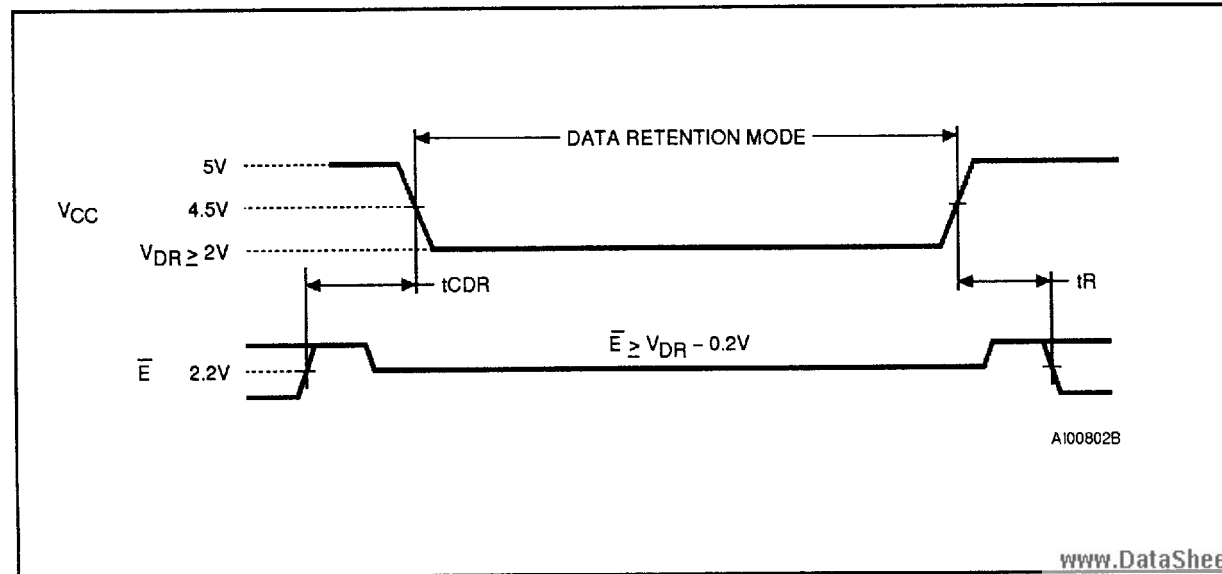 DATA RETENTION MODE
5V
VCC
4.5V
VDR ≥ 2V
tCDR
tR
E̅ ≥ VDR – 0.2V
E̅ 2.2V
AI00802B
www.DataShee